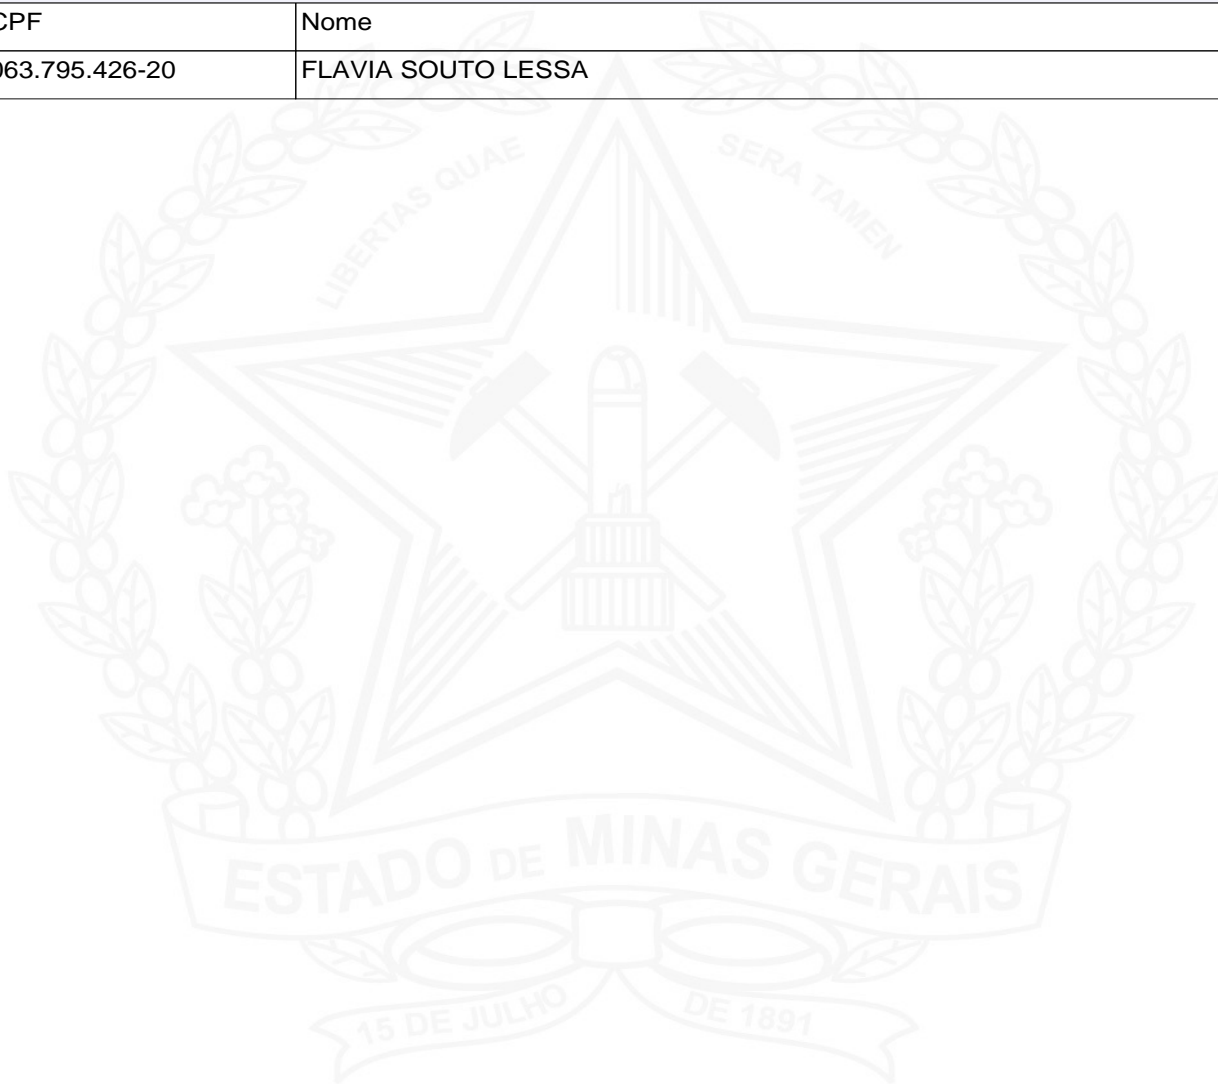 CPF Nome
063.795.426-20 FLAVIA SOUTO LESSA
LIBERTAS QUAE SERA TAMEN
ESTADO DE MINAS GERAIS
15 DE JULHO DE 1891